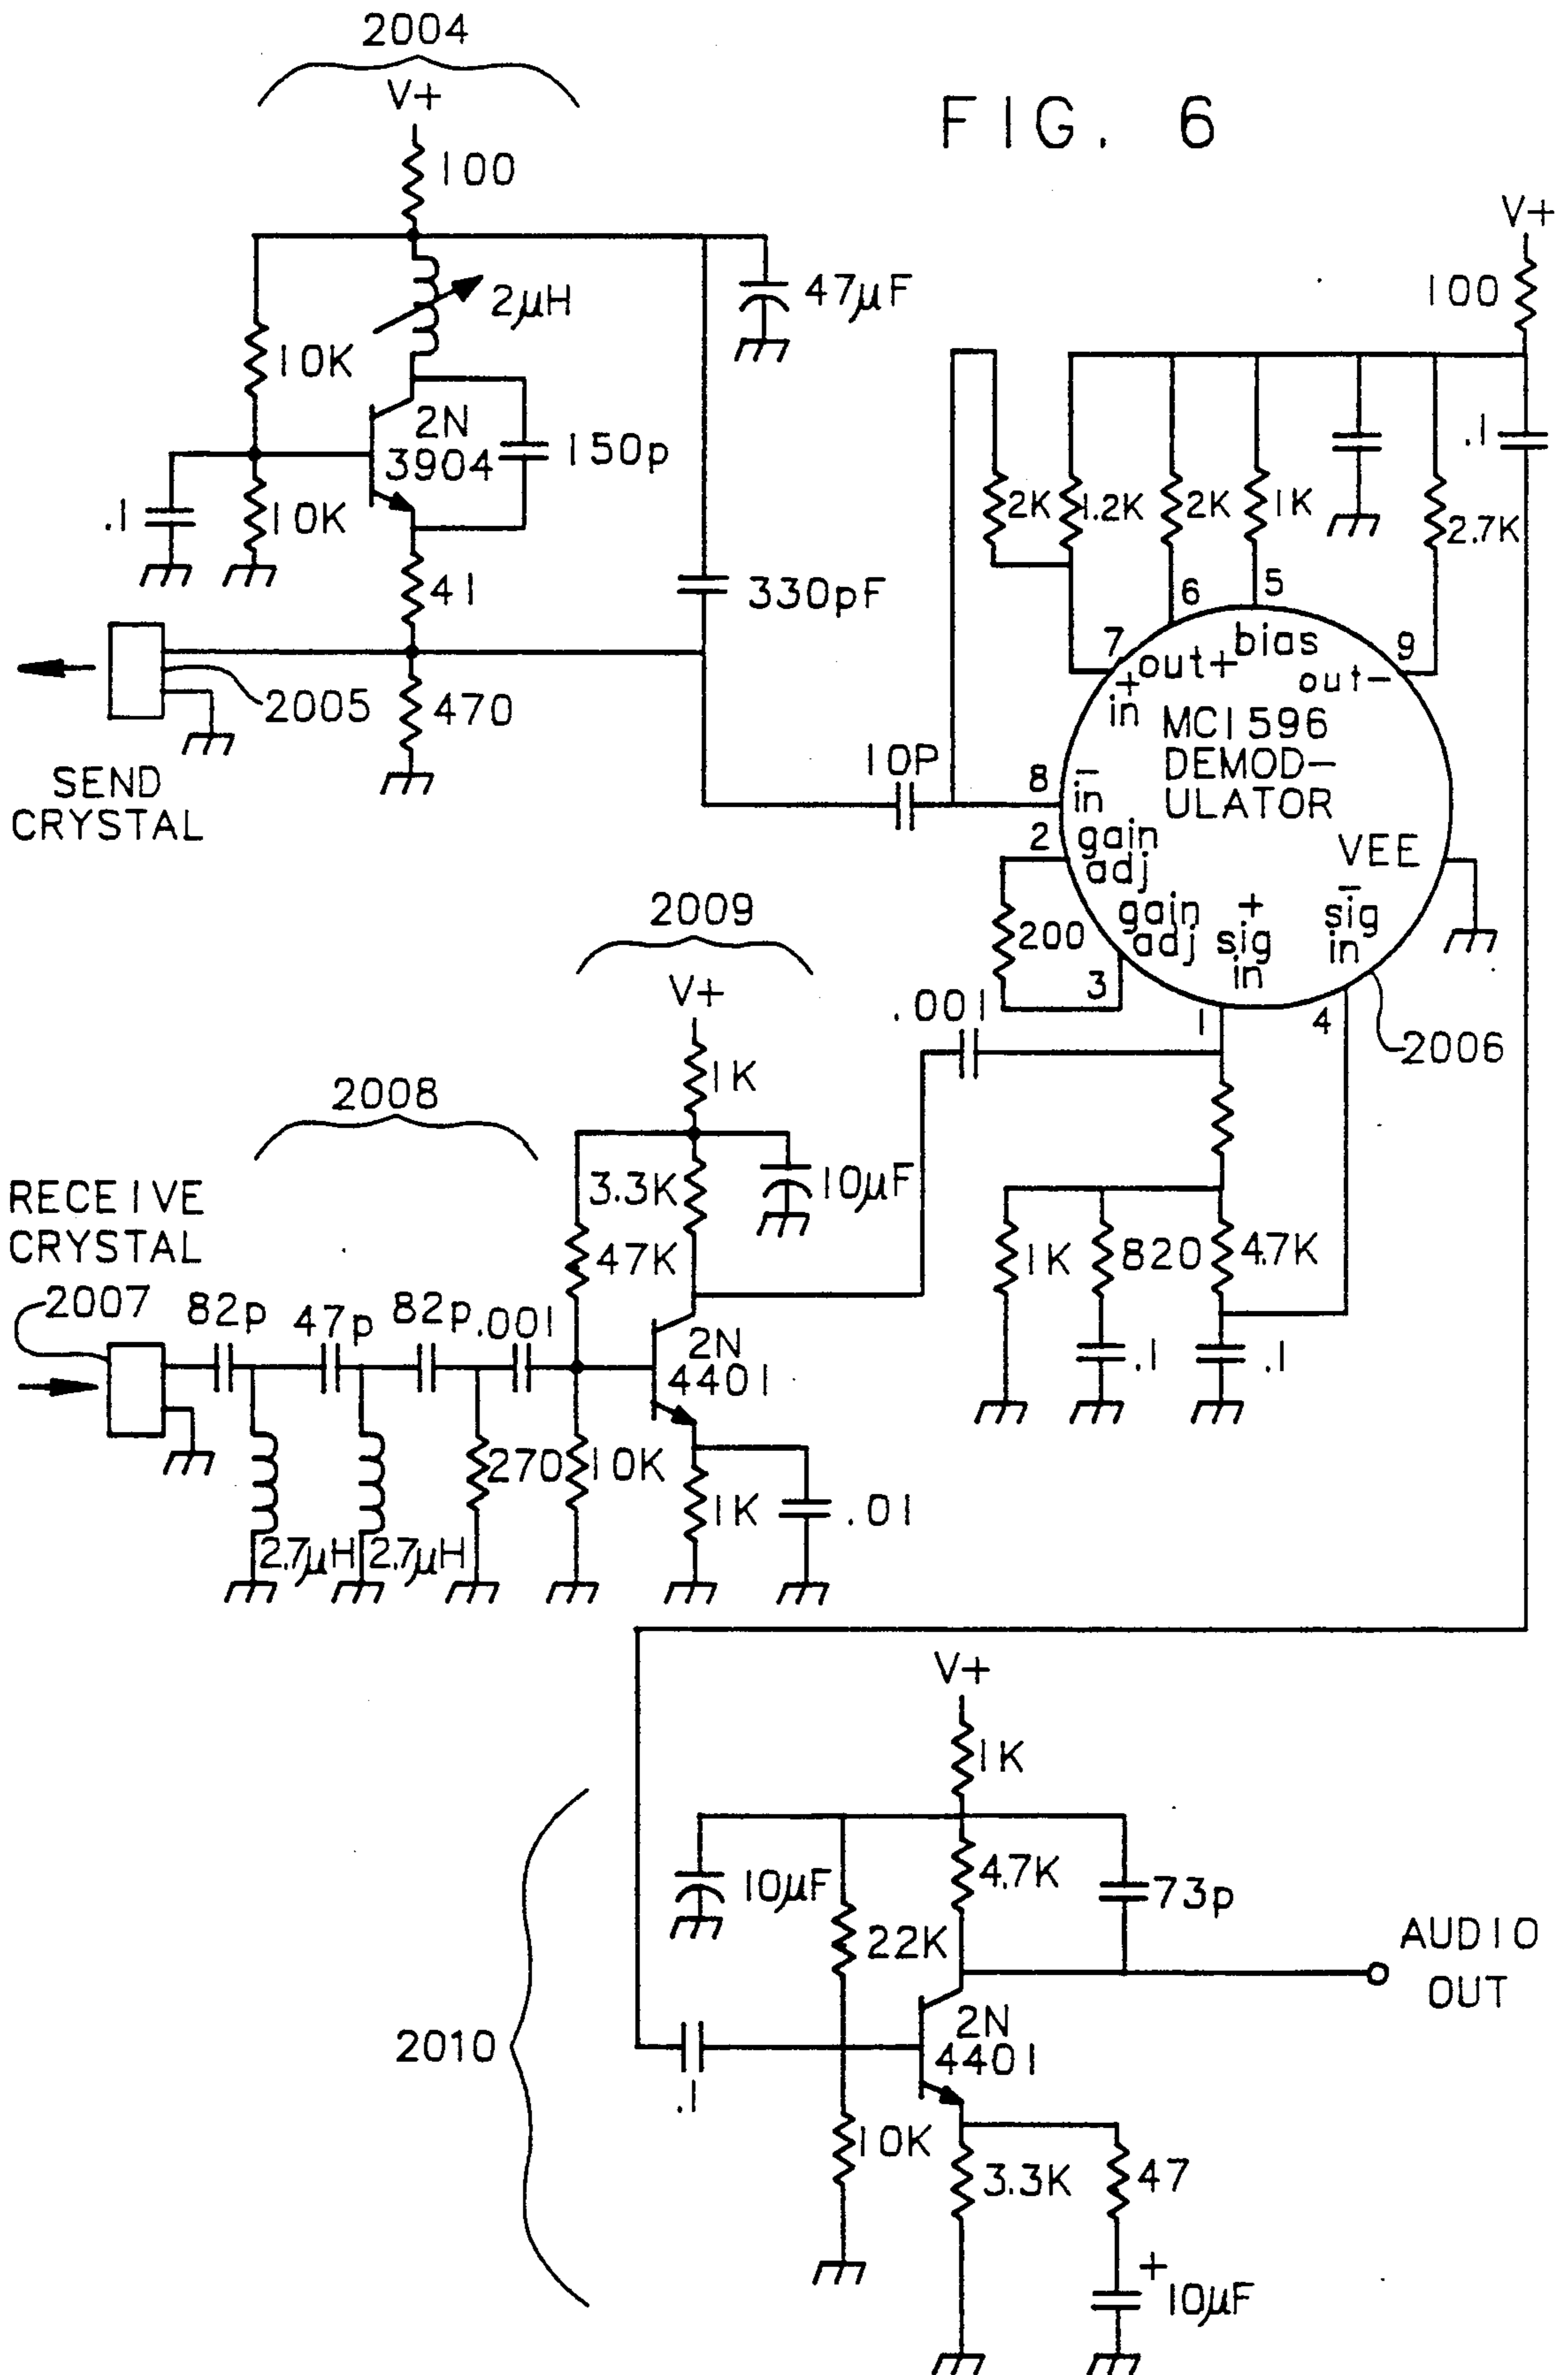 2004
V+
FIG. 6
100
V+
2µH
47µF
100
10K
2N
3904
150p
.1
10K
.1
2K
1.2K
2K
1K
2.7K
41
330pF
6
5
7
bias
9
out+
out-
+
in
2005
470
MC1596
DEMOD-
ULATOR
SEND
CRYSTAL
10P
8
-
in
2
gain
adj
VEE
2009
200
gain
adj
+
sig
in
-
sig
in
V+
3
.001
1
4
2006
1K
2008
RECEIVE
CRYSTAL
3.3K
10µF
47K
1K
820
4.7K
2007
82p
47p
82p
.001
2N
4401
.1
.1
270
10K
1K
.01
2.7µH
2.7µH
V+
1K
10µF
4.7K
73p
22K
AUDIO
OUT
2010
2N
4401
.1
10K
3.3K
47
+
10µF